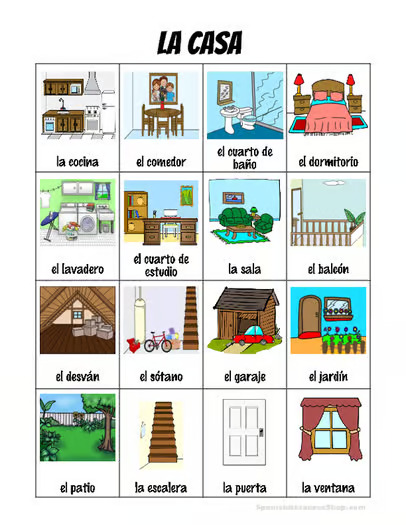 LA CASA
la cocina
el comedor
el cuarto de
baño
el dormitorio
el lavadero
el cuarto de
estudio
la sala
el balcón
el desván
el sótano
el garaje
el jardín
el patio
la escalera
la puerta
la ventana